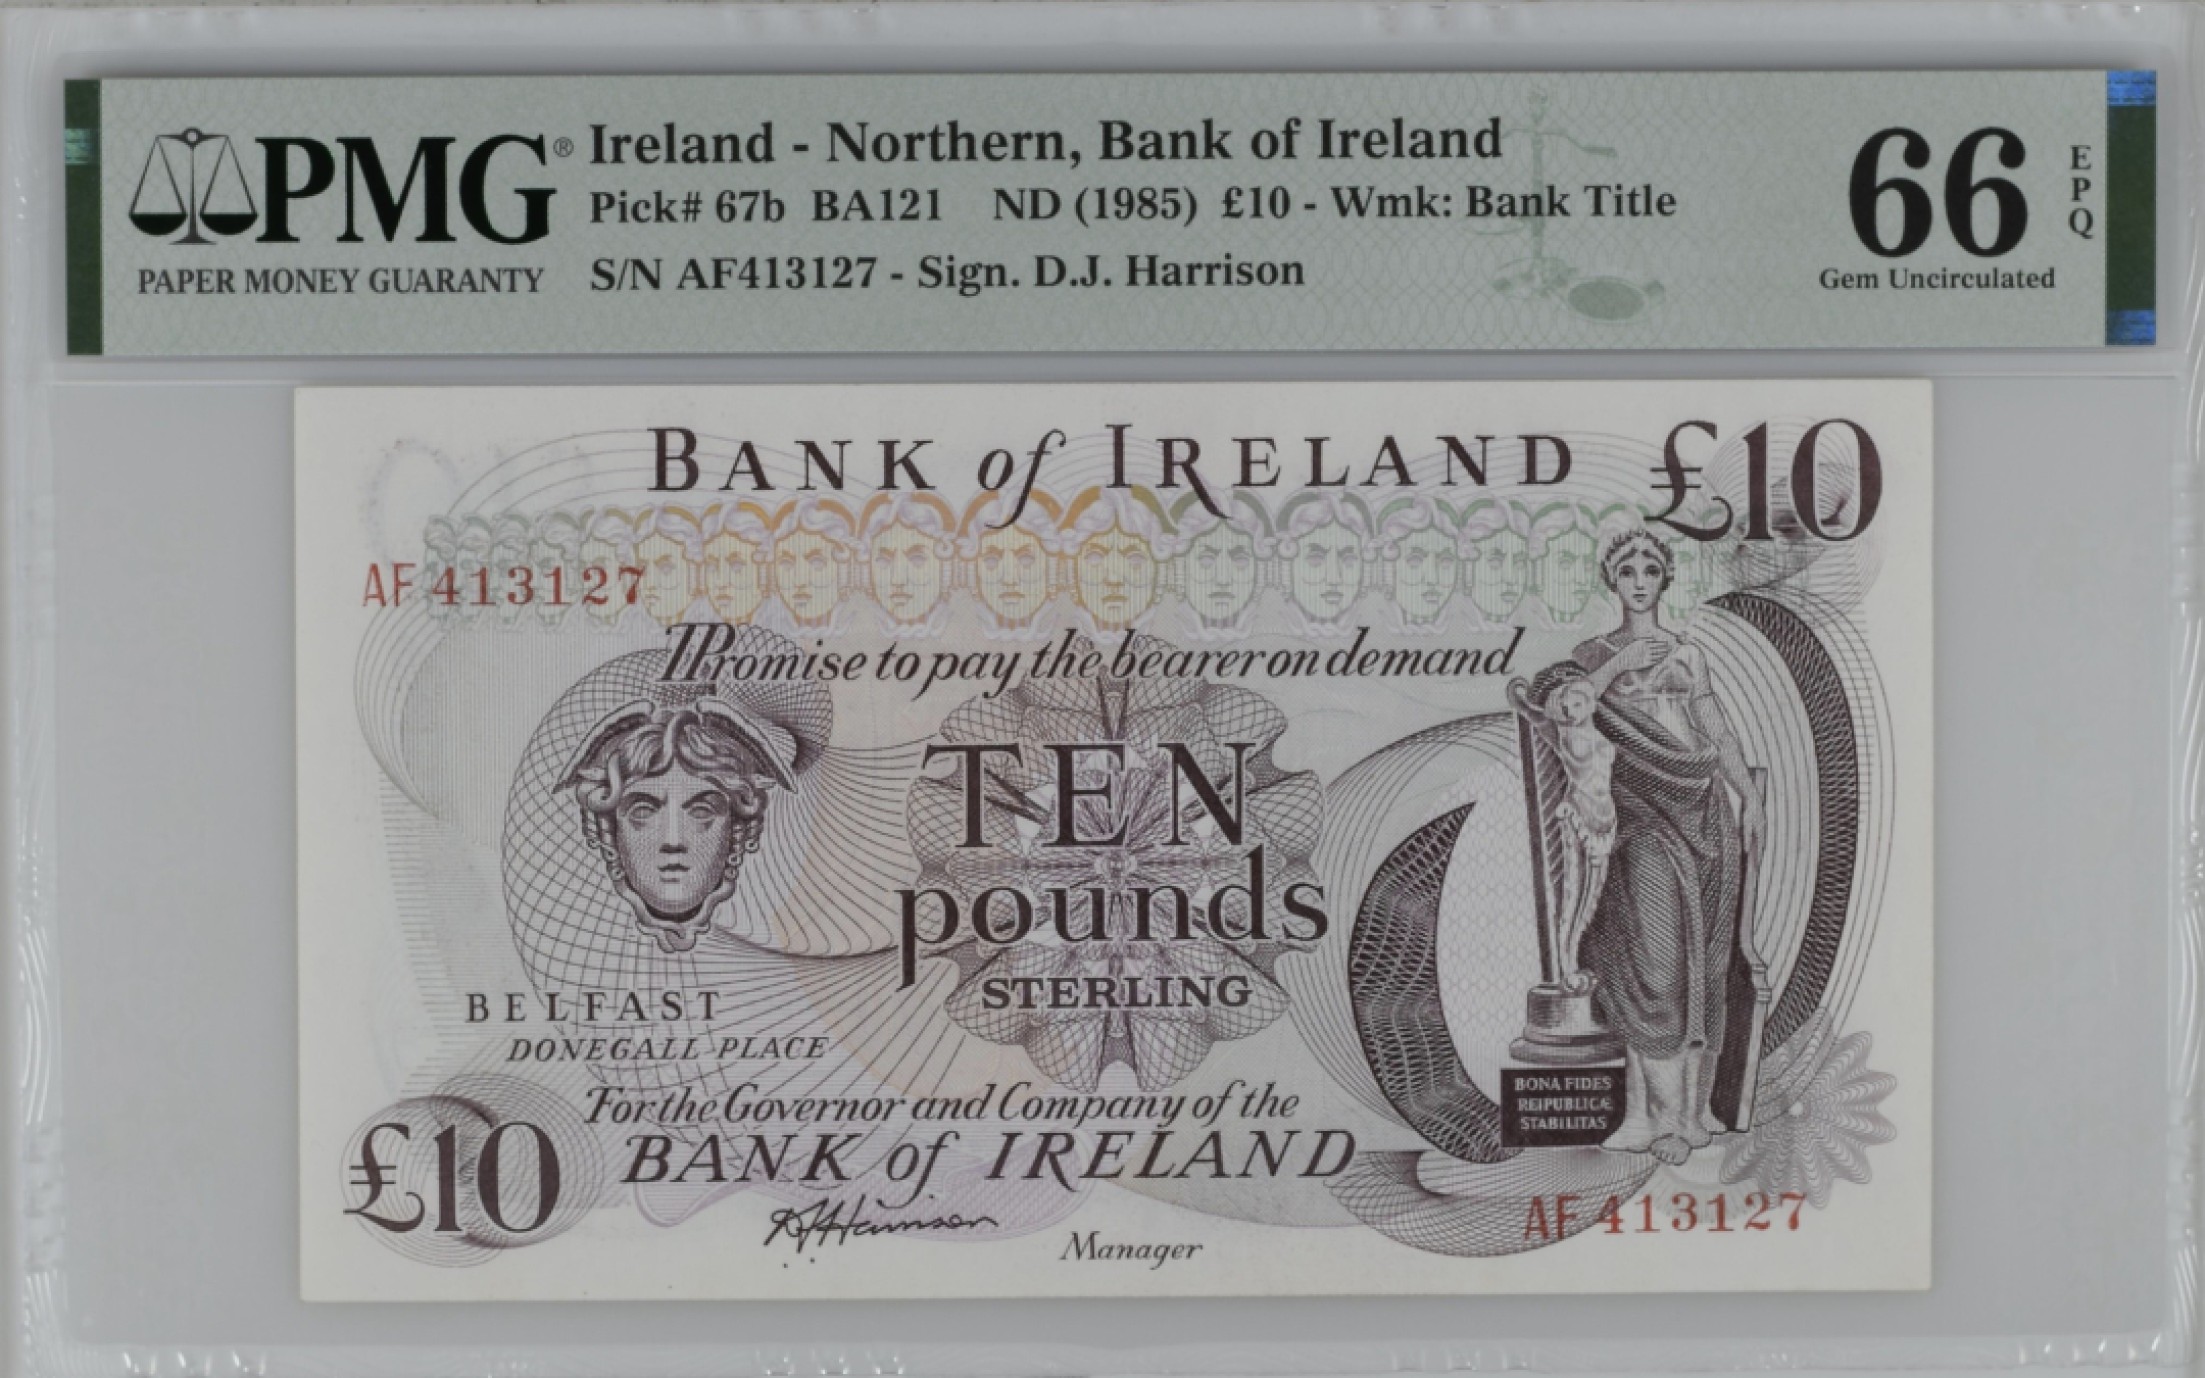 PMG®
PAPER MONEY GUARANTY
Ireland - Northern, Bank of Ireland
Pick# 67b BA121 ND (1985) £10 - Wmk: Bank Title
S/N AF413127 - Sign. D.J. Harrison
66
EPQ
Gem Uncirculated
BANK of IRELAND £10
AF 413127
I Promise to pay the bearer on demand
TEN
pounds
STERLING
BELFAST
DONEGALL PLACE
BONA FIDES
REIPUBLICÆ
STABILITAS
For the Governor and Company of the
BANK of IRELAND
£10
DJHarrison
Manager
AF 413127